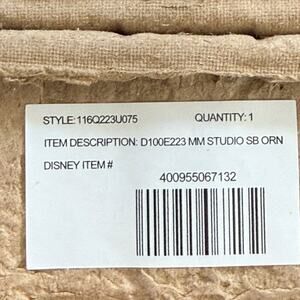 STYLE: 116Q223U075 QUANTITY: 1
ITEM DESCRIPTION: D100E223 MM STUDIO SB ORN
DISNEY ITEM #
400955067132